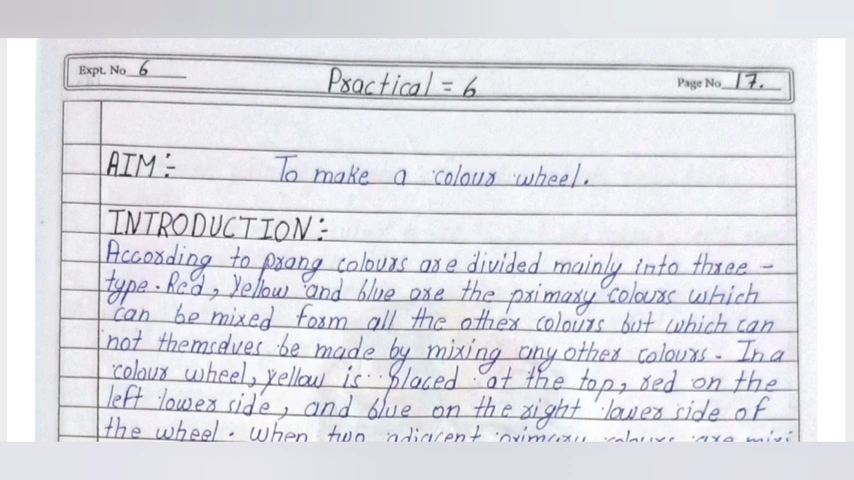 Expt. No 6
Practical = 6
Page No 17.
AIM :- To make a colour wheel.
INTRODUCTION :-
According to prang colours are divided mainly into three -
type. Red, Yellow and blue are the primary colours which
can be mixed form all the other colours but which can
not themselves be made by mixing any other colours. In a
colour wheel, yellow is placed at the top, red on the
left lower side, and blue on the right lower side of
the wheel. When two adjacent primary colours are mixi